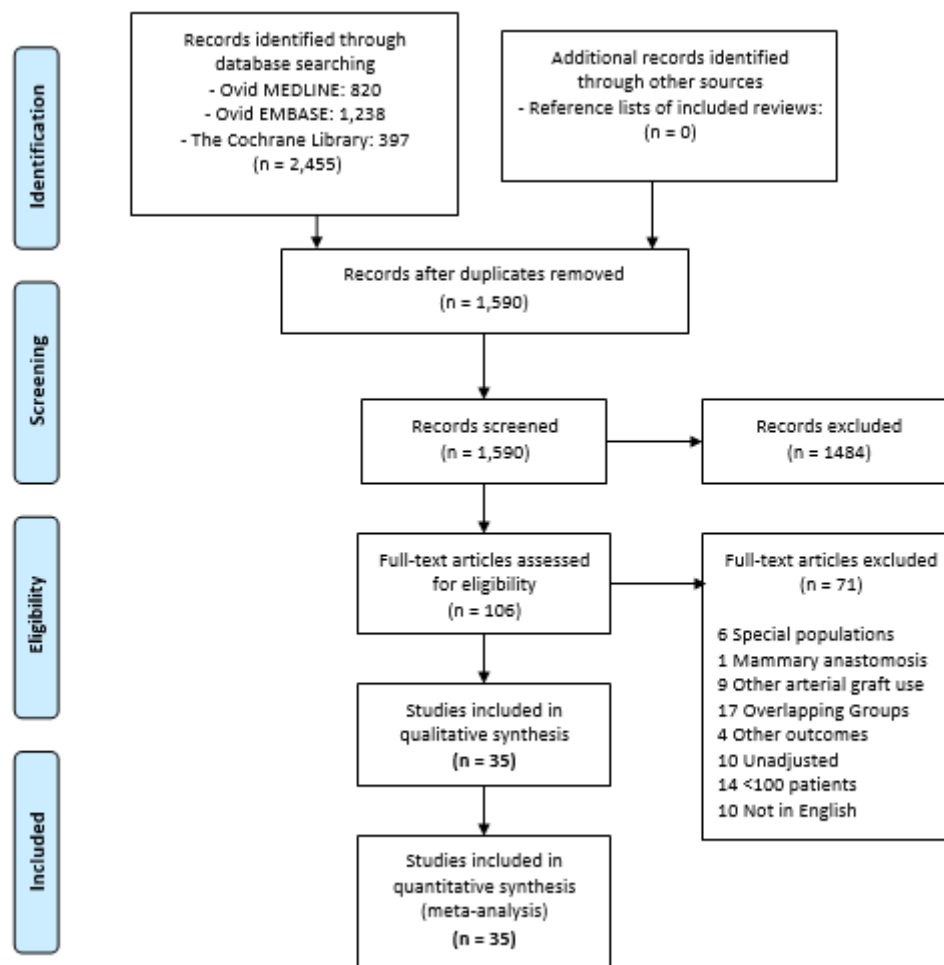 Identification
Records identified through
database searching
- Ovid MEDLINE: 820
- Ovid EMBASE: 1,238
- The Cochrane Library: 397
(n = 2,455)
Additional records identified
through other sources
- Reference lists of included reviews:
(n = 0)
Records after duplicates removed
(n = 1,590)
Screening
Records screened
(n = 1,590)
Records excluded
(n = 1484)
Eligibility
Full-text articles assessed
for eligibility
(n = 106)
Full-text articles excluded
(n = 71)
6 Special populations
1 Mammary anastomosis
9 Other arterial graft use
17 Overlapping Groups
4 Other outcomes
10 Unadjusted
14 <100 patients
10 Not in English
Studies included in
qualitative synthesis
(n = 35)
Included
Studies included in
quantitative synthesis
(meta-analysis)
(n = 35)